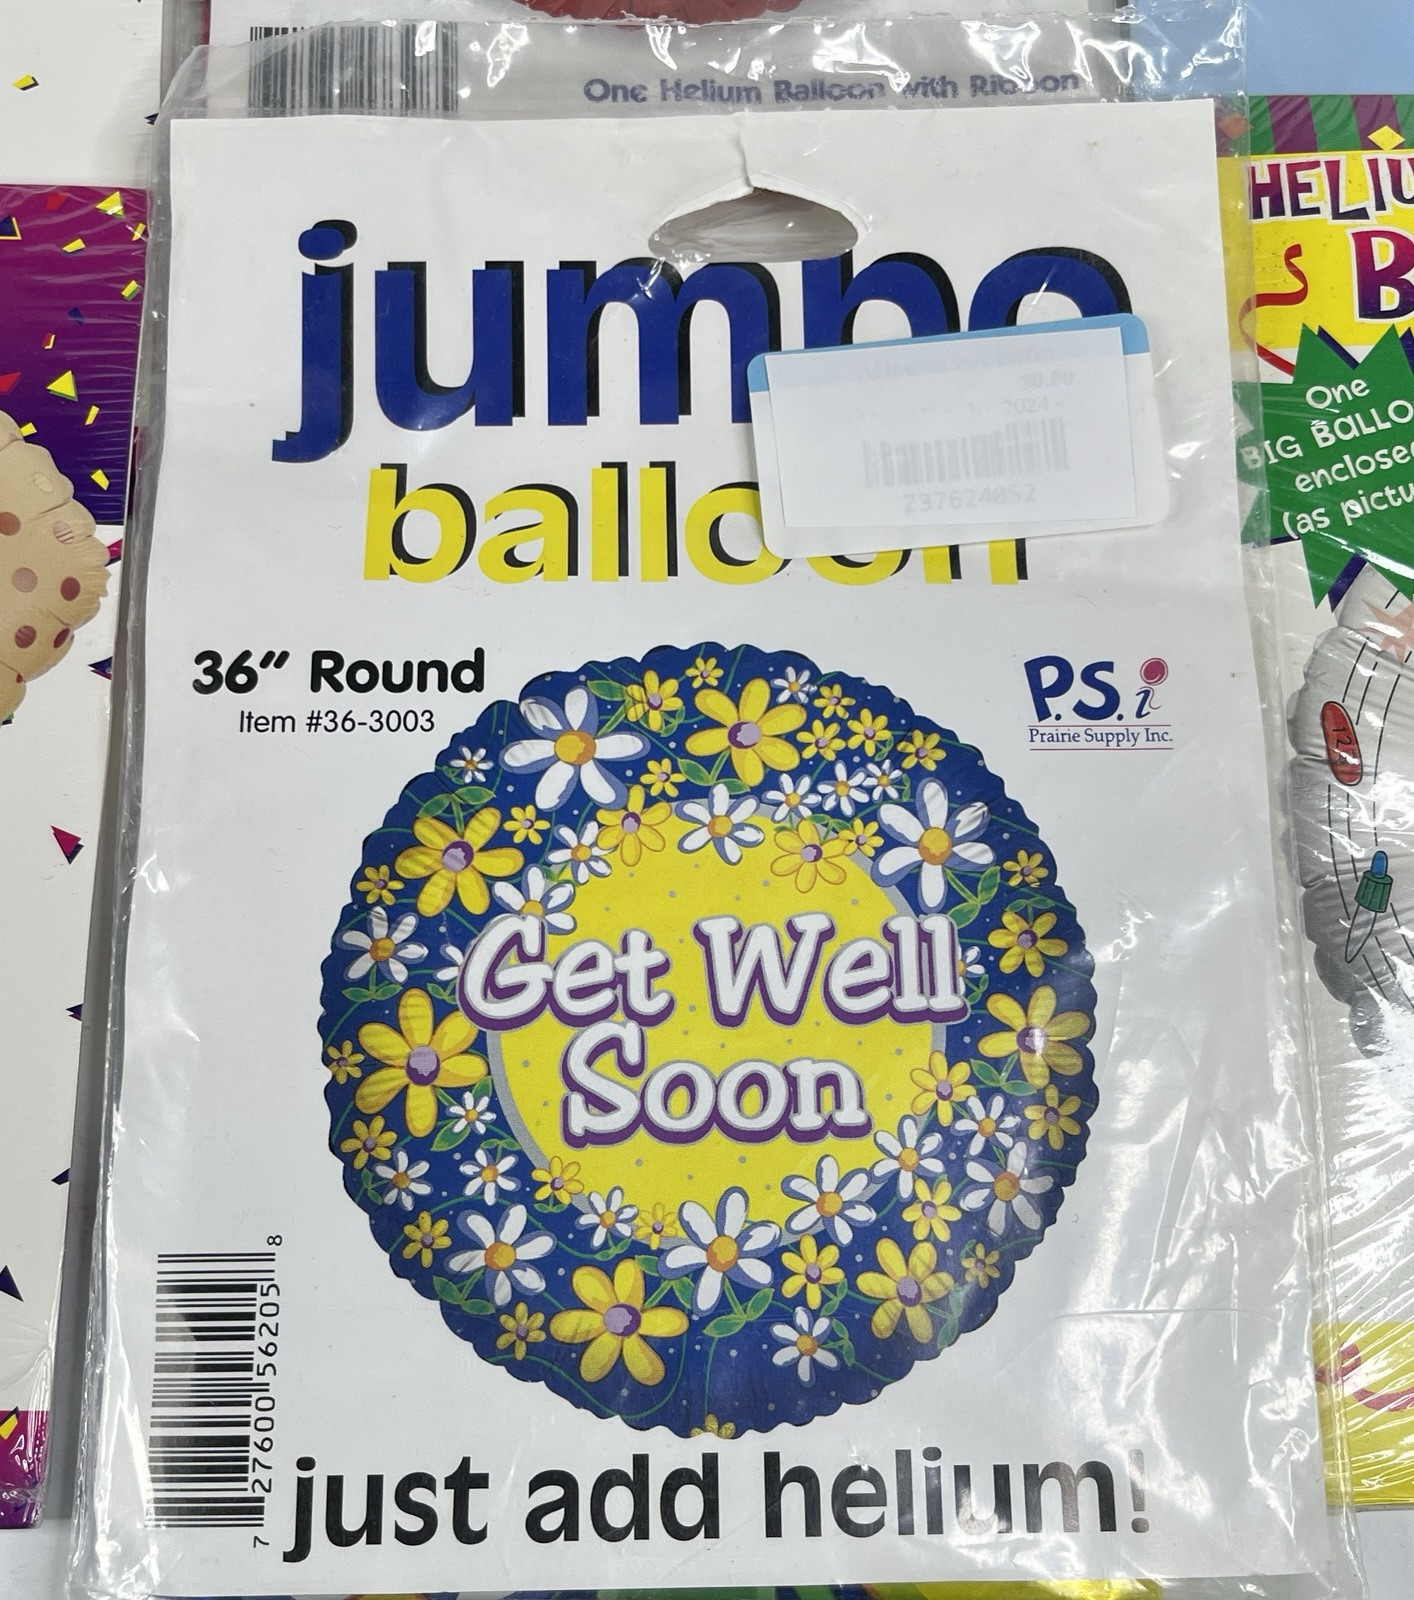 One Helium Balloon with Ribbon
jumbo
balloon
2024
Z37624052
36" Round
Item #36-3003
P.S.i
Prairie Supply Inc.
Get Well
Soon
7 27600 56205 8
just add helium!
One
BIG BALLO
enclose
(as pictu
HELIU
B